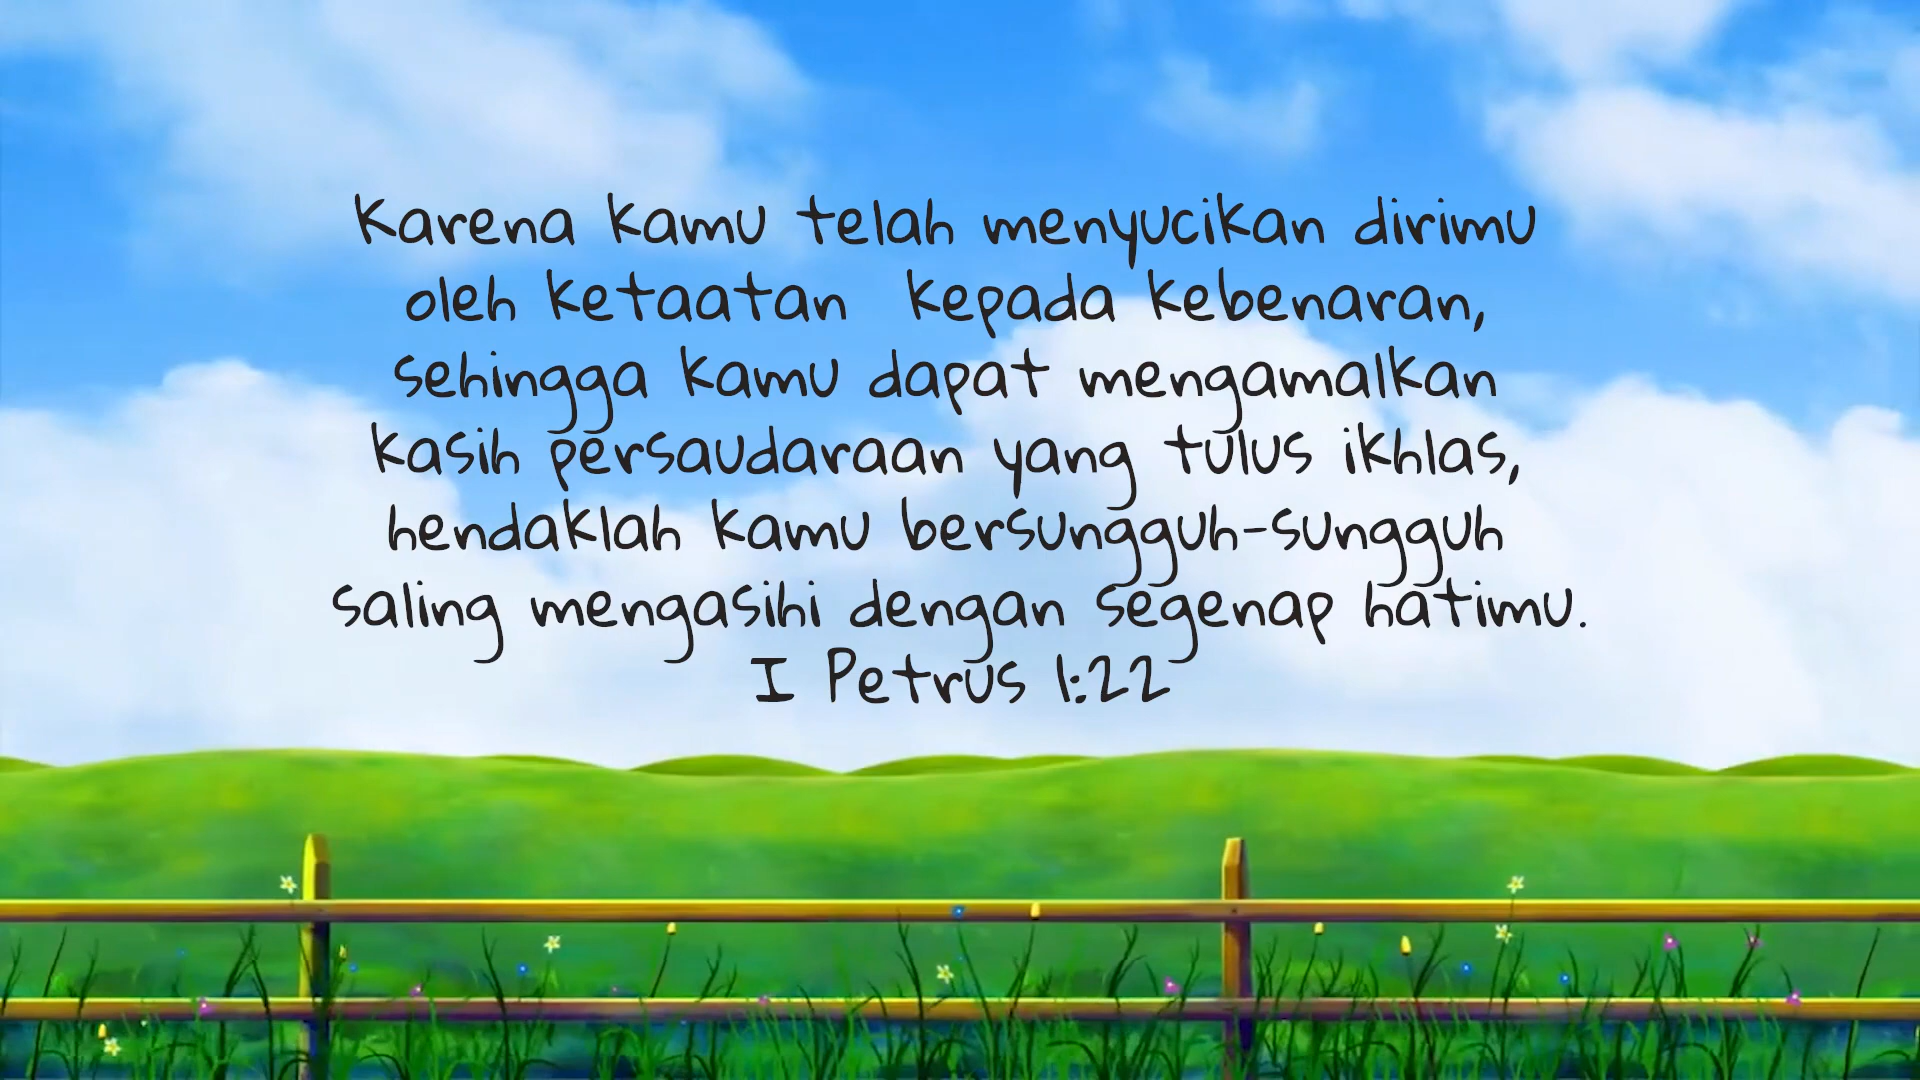 Karena kamu telah menyucikan dirimu
oleh ketaatan kepada kebenaran,
sehingga kamu dapat mengamalkan
kasih persaudaraan yang tulus ikhlas,
hendaklah kamu bersungguh-sungguh
saling mengasihi dengan segenap hatimu.
I Petrus 1:22